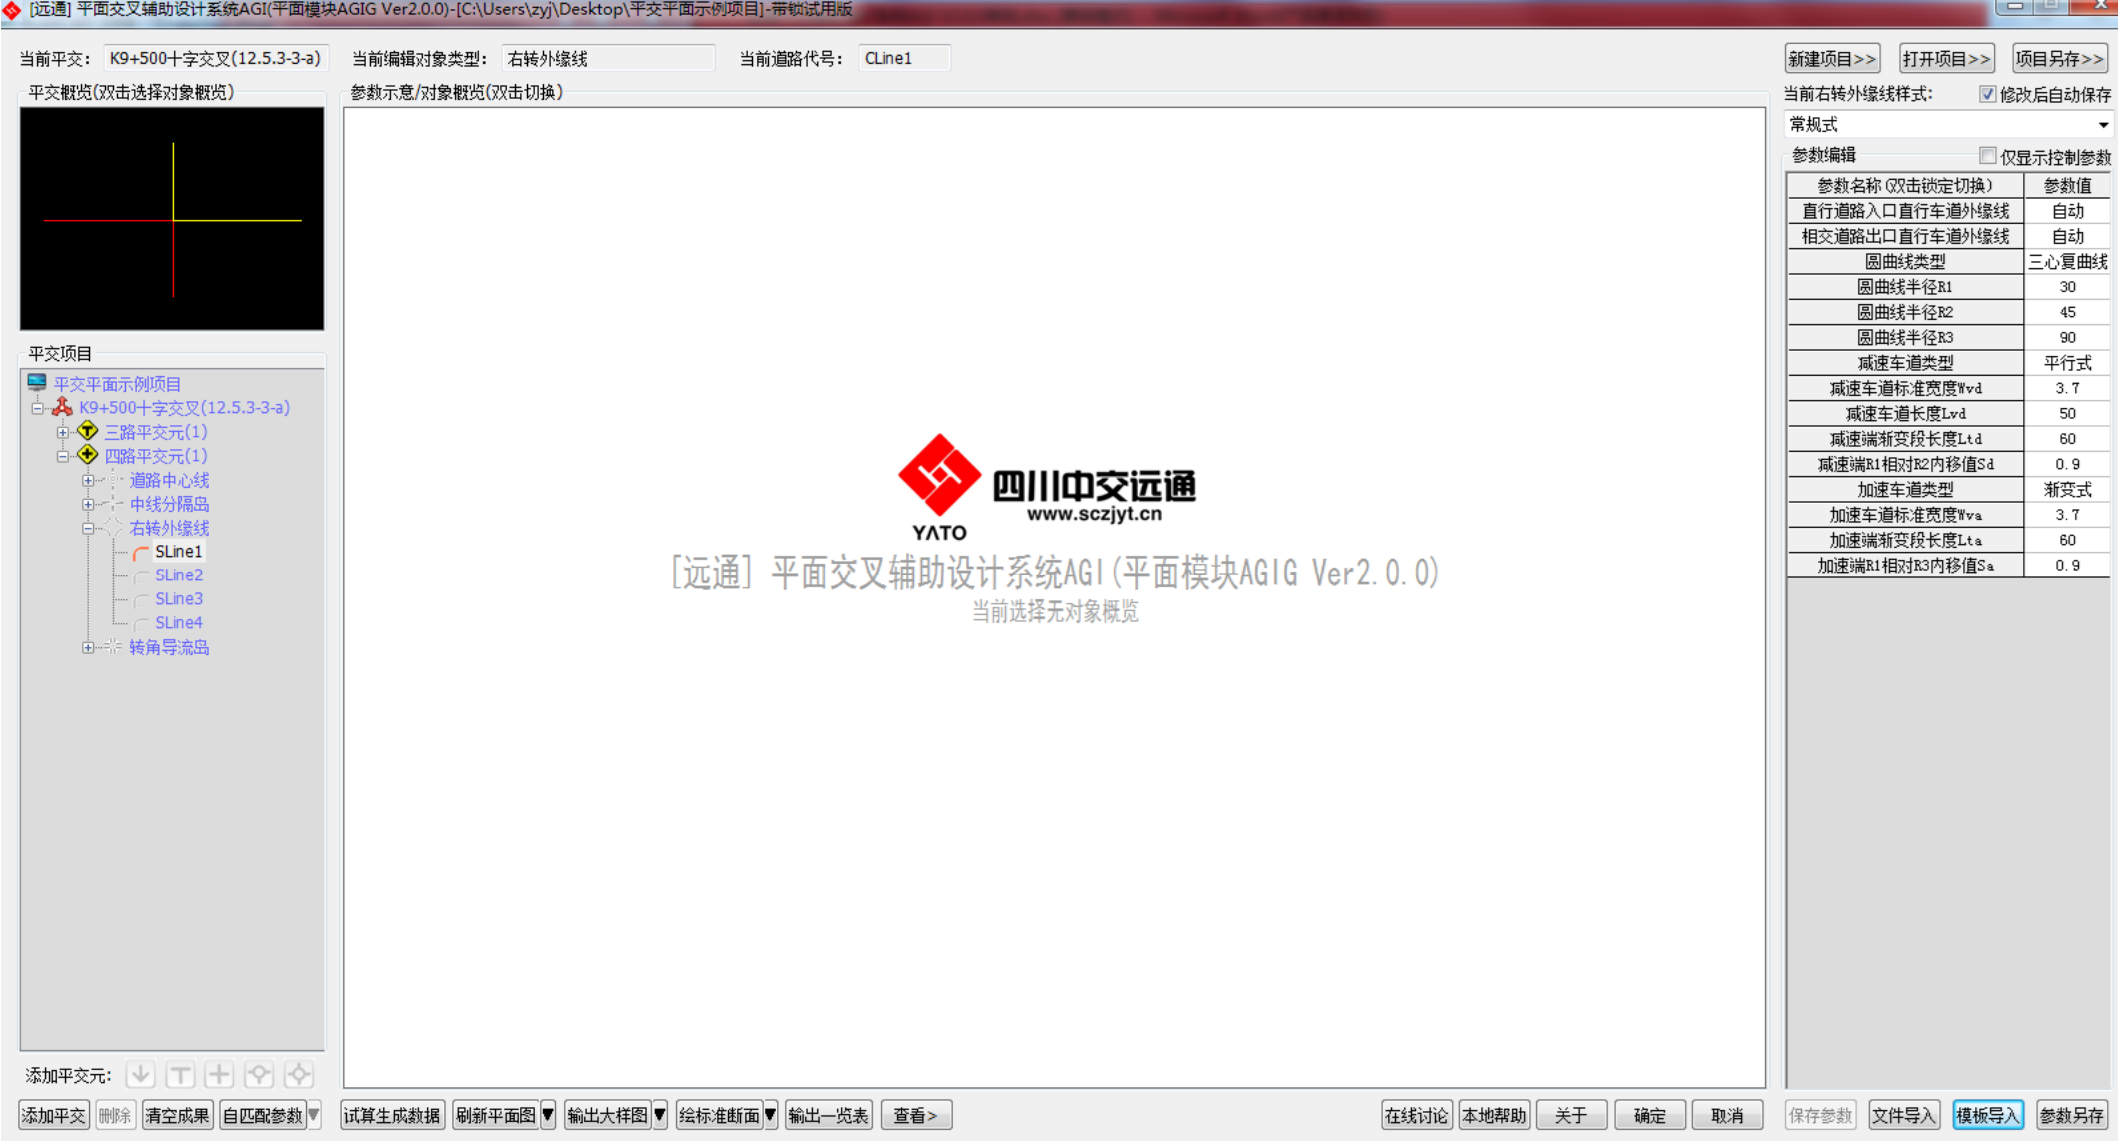 [远通] 平面交叉辅助设计系统AGI(平面模块AGIG Ver2.0.0)-[C:\Users\zyj\Desktop\平交平面示例项目]-带锁试用版
当前平交: K9+500十字交叉(12.5.3-3-a) 当前编辑对象类型: 右转外缘线 当前道路代号: CLine1 新建项目>> 打开项目>> 项目另存>>
平交概览(双击选择对象概览) 参数示意/对象概览(双击切换) 当前右转外缘线样式: 修改后自动保存
常规式
参数编辑 仅显示控制参数
参数名称(双击锁定切换) 参数值
直行道路入口直行车道外缘线 自动
相交道路出口直行车道外缘线 自动
圆曲线类型 三心复曲线
圆曲线半径R1 30
圆曲线半径R2 45
圆曲线半径R3 90
减速车道类型 平行式
减速车道标准宽度Wvd 3.7
减速车道长度Lvd 50
减速端渐变段长度Ltd 60
减速端R1相对R2内移值Sd 0.9
加速车道类型 渐变式
加速车道标准宽度Wva 3.7
加速端渐变段长度Lta 60
加速端R1相对R3内移值Sa 0.9
平交项目
平交平面示例项目
K9+500十字交叉(12.5.3-3-a)
三路平交元(1)
四路平交元(1)
道路中心线
中线分隔岛
右转外缘线
SLine1
SLine2
SLine3
SLine4
转角导流岛
YATO
四川中交远通
www.sczjyt.cn
[远通] 平面交叉辅助设计系统AGI(平面模块AGIG Ver2.0.0)
当前选择无对象概览
添加平交元:
添加平交 删除 清空成果 自匹配参数 试算生成数据 刷新平面图 输出大样图 绘标准断面 输出一览表 查看> 在线讨论 本地帮助 关于 确定 取消 保存参数 文件导入 模板导入 参数另存